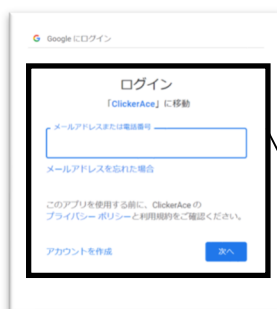 Google にログイン
ログイン
「ClickerAce」に移動
メールアドレスまたは電話番号
メールアドレスを忘れた場合
このアプリを使用する前に、ClickerAce の
プライバシー ポリシーと利用規約をご確認ください。
アカウントを作成
次へ